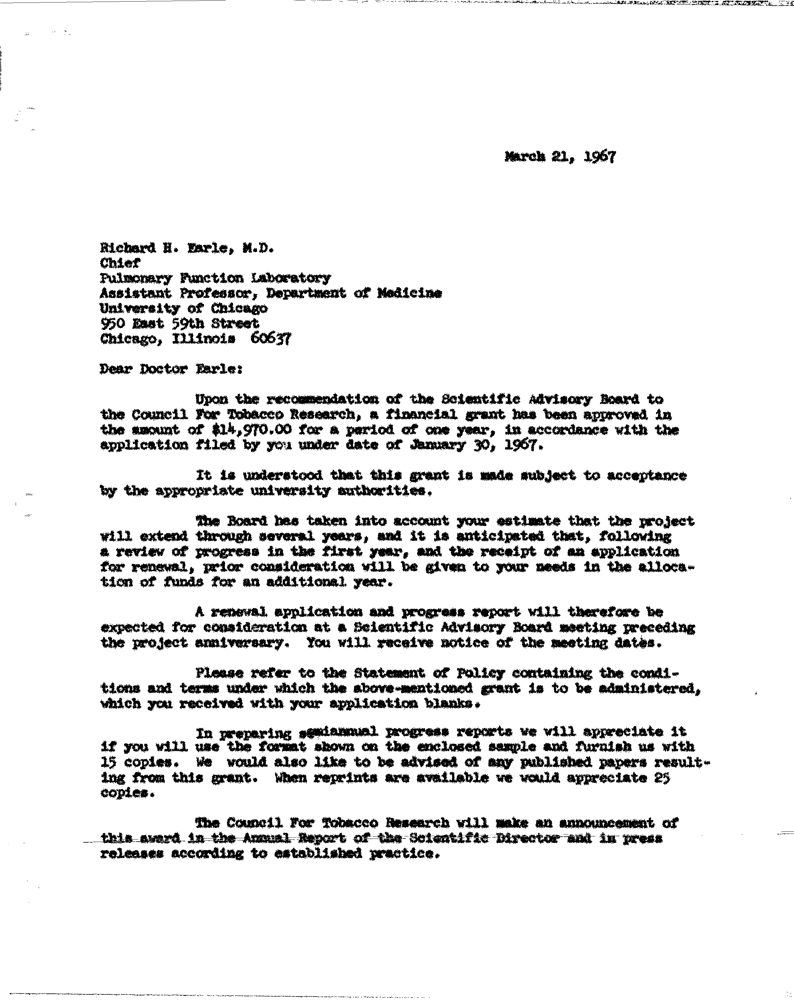 March 21, 1967
Richard H. Earle, M.D.
Chief
Pulmonary Function Laboratory
Assistant Professor, Department of Medicine
University of Chicago
950 East 59th Street
Chicago, Illinois 60637
Dear Doctor Earle:
Upon the recommendation of the Scientific Advisory Board to
the Council For Tobacco Research, a financial grant has been approved in
the amount of $14,970.00 for a period of one year, in accordance with the
application filed by you under date of January 30, 1967.
It is understood that this grant is made subject to acceptance
by the appropriate university authorities.
The Board has taken into account your estimate that the project
will extend through several years, and it is anticipated that, following
a review of progress in the first year, and the receipt of an application
for renewal, prior consideration will be given to your needs in the alloca-
tion of funds for an additional year.
A renewal application and progress report will therefore be
expected for consideration at a Scientific Advisory Board meeting preceding
the project anniversary. You will receive notice of the meeting dates.
Please refer to the Statement of Policy containing the condi-
tions and terms under which the above-mentioned grant is to be administered,
which you received with your application blanks.
In preparing semiannual progress reports we will appreciate it
if you will use the format shown on the enclosed sample and furnish us with
15 copies. We would also like to be advised of any published papers result-
ing from this grant. When reprints are available we would appreciate 25
copies.
The Council For Tobacco Research will make an announcement of
this award in the Annual Report of the Scientific Director and in press
releases according to established practice.